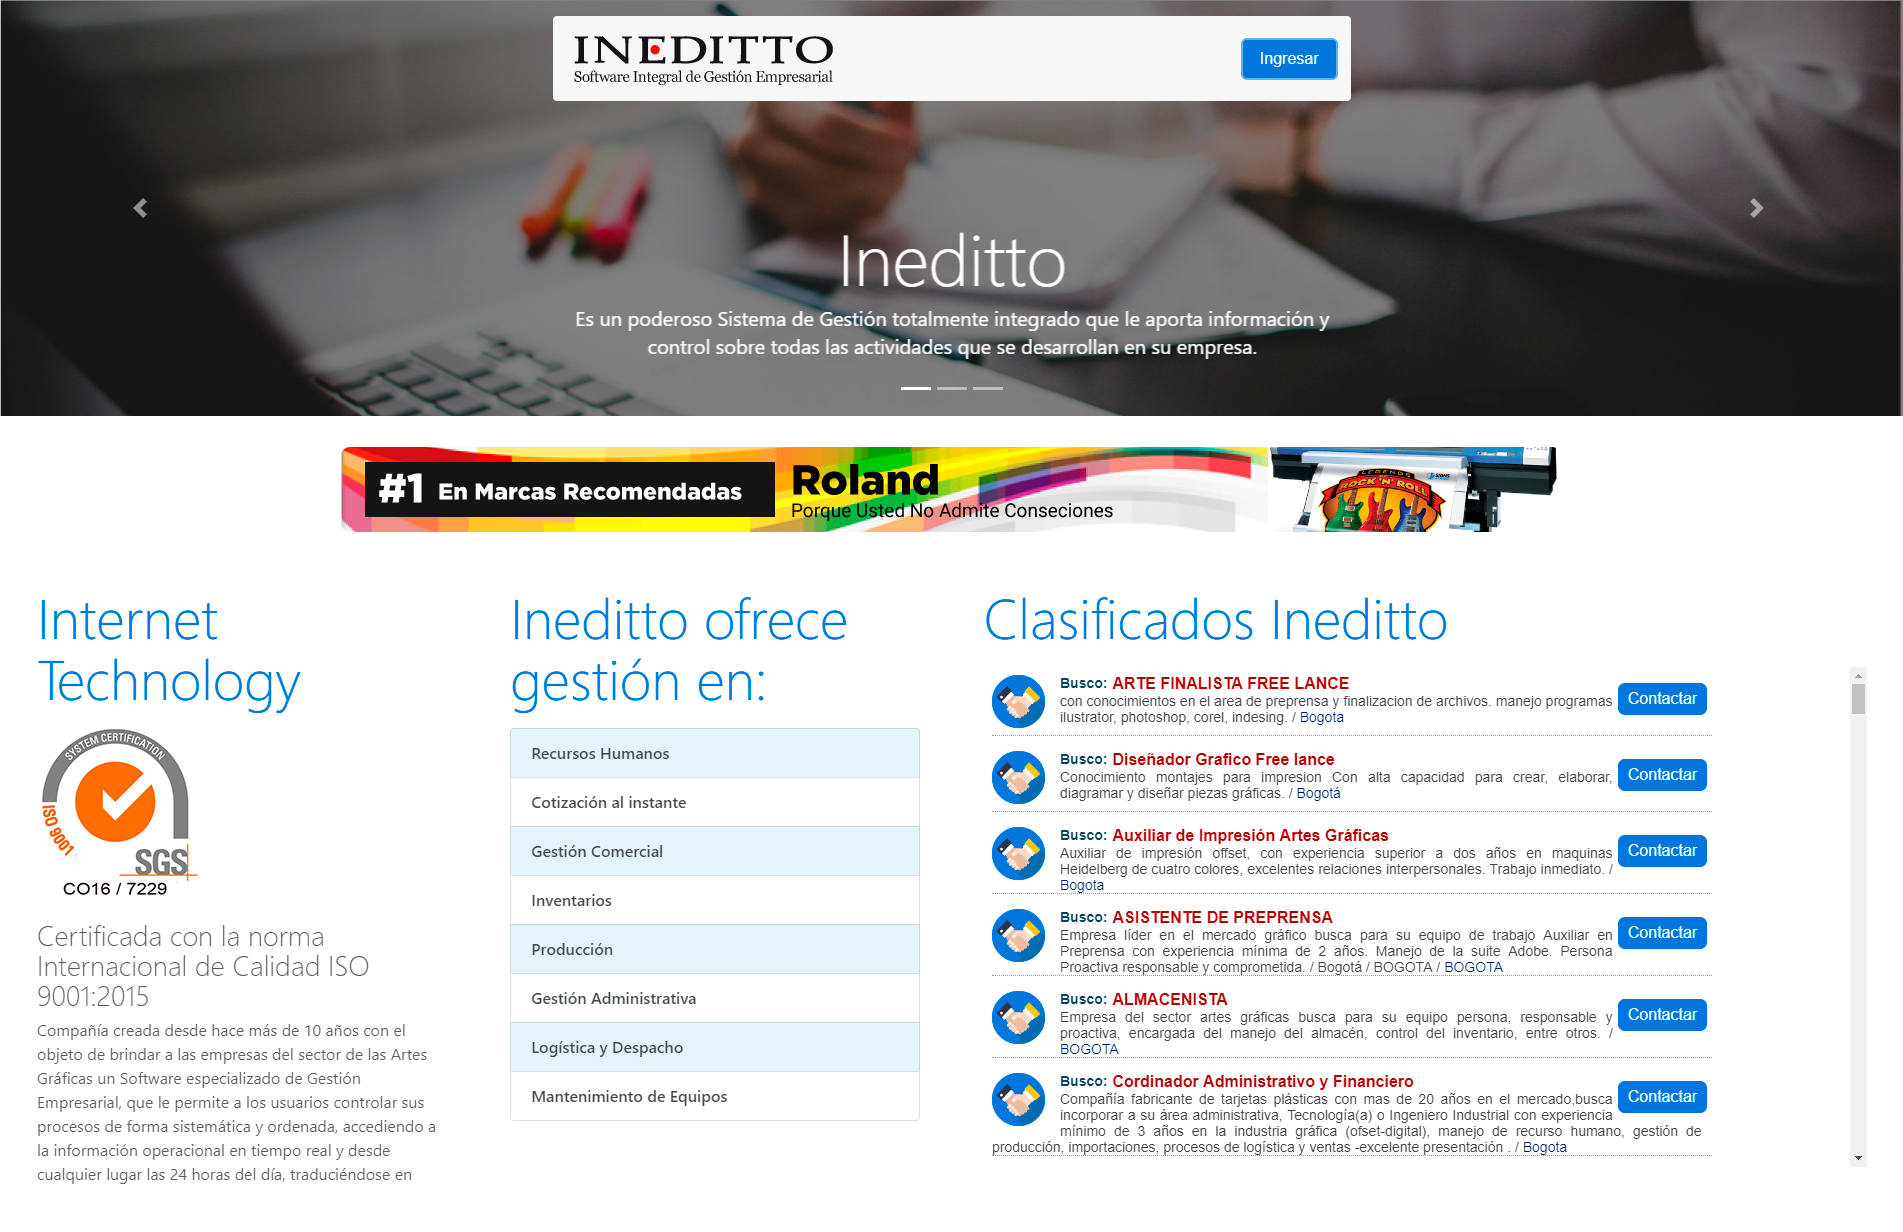 INEDITTO
Software Integral de Gestión Empresarial
Ingresar
Ineditto
Es un poderoso Sistema de Gestión totalmente integrado que le aporta información y
control sobre todas las actividades que se desarrollan en su empresa.
#1 En Marcas Recomendadas
Roland
Porque Usted No Admite Conseciones
LEGENDS
ROCK 'N' ROLL
Internet
Technology
SYSTEM CERTIFICATION
ISO 9001
SGS
CO16 / 7229
Certificada con la norma
Internacional de Calidad ISO
9001:2015
Compañía creada desde hace más de 10 años con el
objeto de brindar a las empresas del sector de las Artes
Gráficas un Software especializado de Gestión
Empresarial, que le permite a los usuarios controlar sus
procesos de forma sistemática y ordenada, accediendo a
la información operacional en tiempo real y desde
cualquier lugar las 24 horas del día, traduciéndose en
Ineditto ofrece
gestión en:
Recursos Humanos
Cotización al instante
Gestión Comercial
Inventarios
Producción
Gestión Administrativa
Logística y Despacho
Mantenimiento de Equipos
Clasificados Ineditto
Busco: ARTE FINALISTA FREE LANCE
con conocimientos en el area de preprensa y finalizacion de archivos. manejo programas
ilustrator, photoshop, corel, indesing. / Bogota
Contactar
Busco: Diseñador Grafico Free lance
Conocimiento montajes para impresion Con alta capacidad para crear, elaborar,
diagramar y diseñar piezas gráficas. / Bogotá
Contactar
Busco: Auxiliar de Impresión Artes Gráficas
Auxiliar de impresión offset, con experiencia superior a dos años en maquinas
Heidelberg de cuatro colores, excelentes relaciones interpersonales. Trabajo inmediato. /
Bogota
Contactar
Busco: ASISTENTE DE PREPRENSA
Empresa líder en el mercado gráfico busca para su equipo de trabajo Auxiliar en
Preprensa con experiencia mínima de 2 años. Manejo de la suite Adobe. Persona
Proactiva responsable y comprometida. / Bogotá / BOGOTA / BOGOTA
Contactar
Busco: ALMACENISTA
Empresa del sector artes gráficas busca para su equipo persona, responsable y
proactiva, encargada del manejo del almacén, control del inventario, entre otros. /
BOGOTA
Contactar
Busco: Cordinador Administrativo y Financiero
Compañía fabricante de tarjetas plásticas con mas de 20 años en el mercado,busca
incorporar a su área administrativa, Tecnología(a) o Ingeniero Industrial con experiencia
mínimo de 3 años en la industria gráfica (ofset-digital), manejo de recurso humano, gestión de
producción, importaciones, procesos de logística y ventas -excelente presentación . / Bogota
Contactar